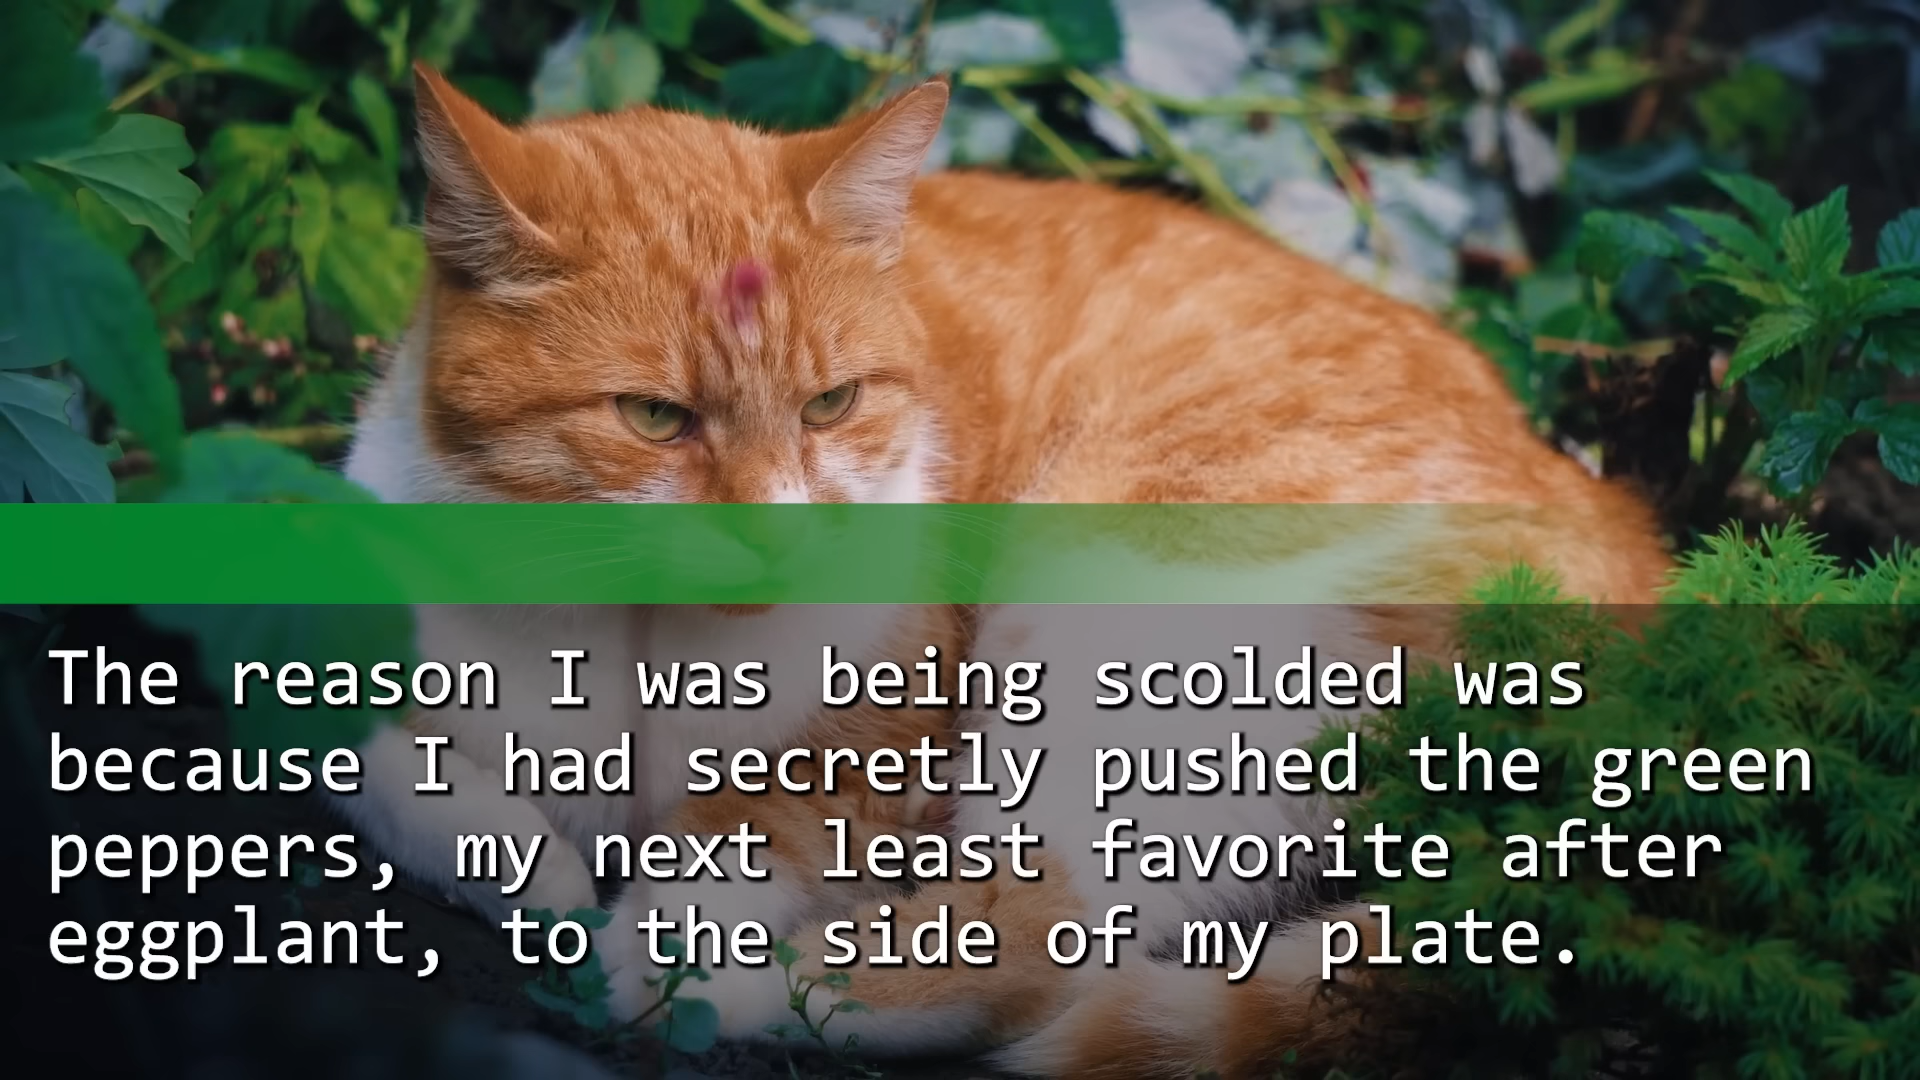 The reason I was being scolded was
because I had secretly pushed the green
peppers, my next least favorite after
eggplant, to the side of my plate.